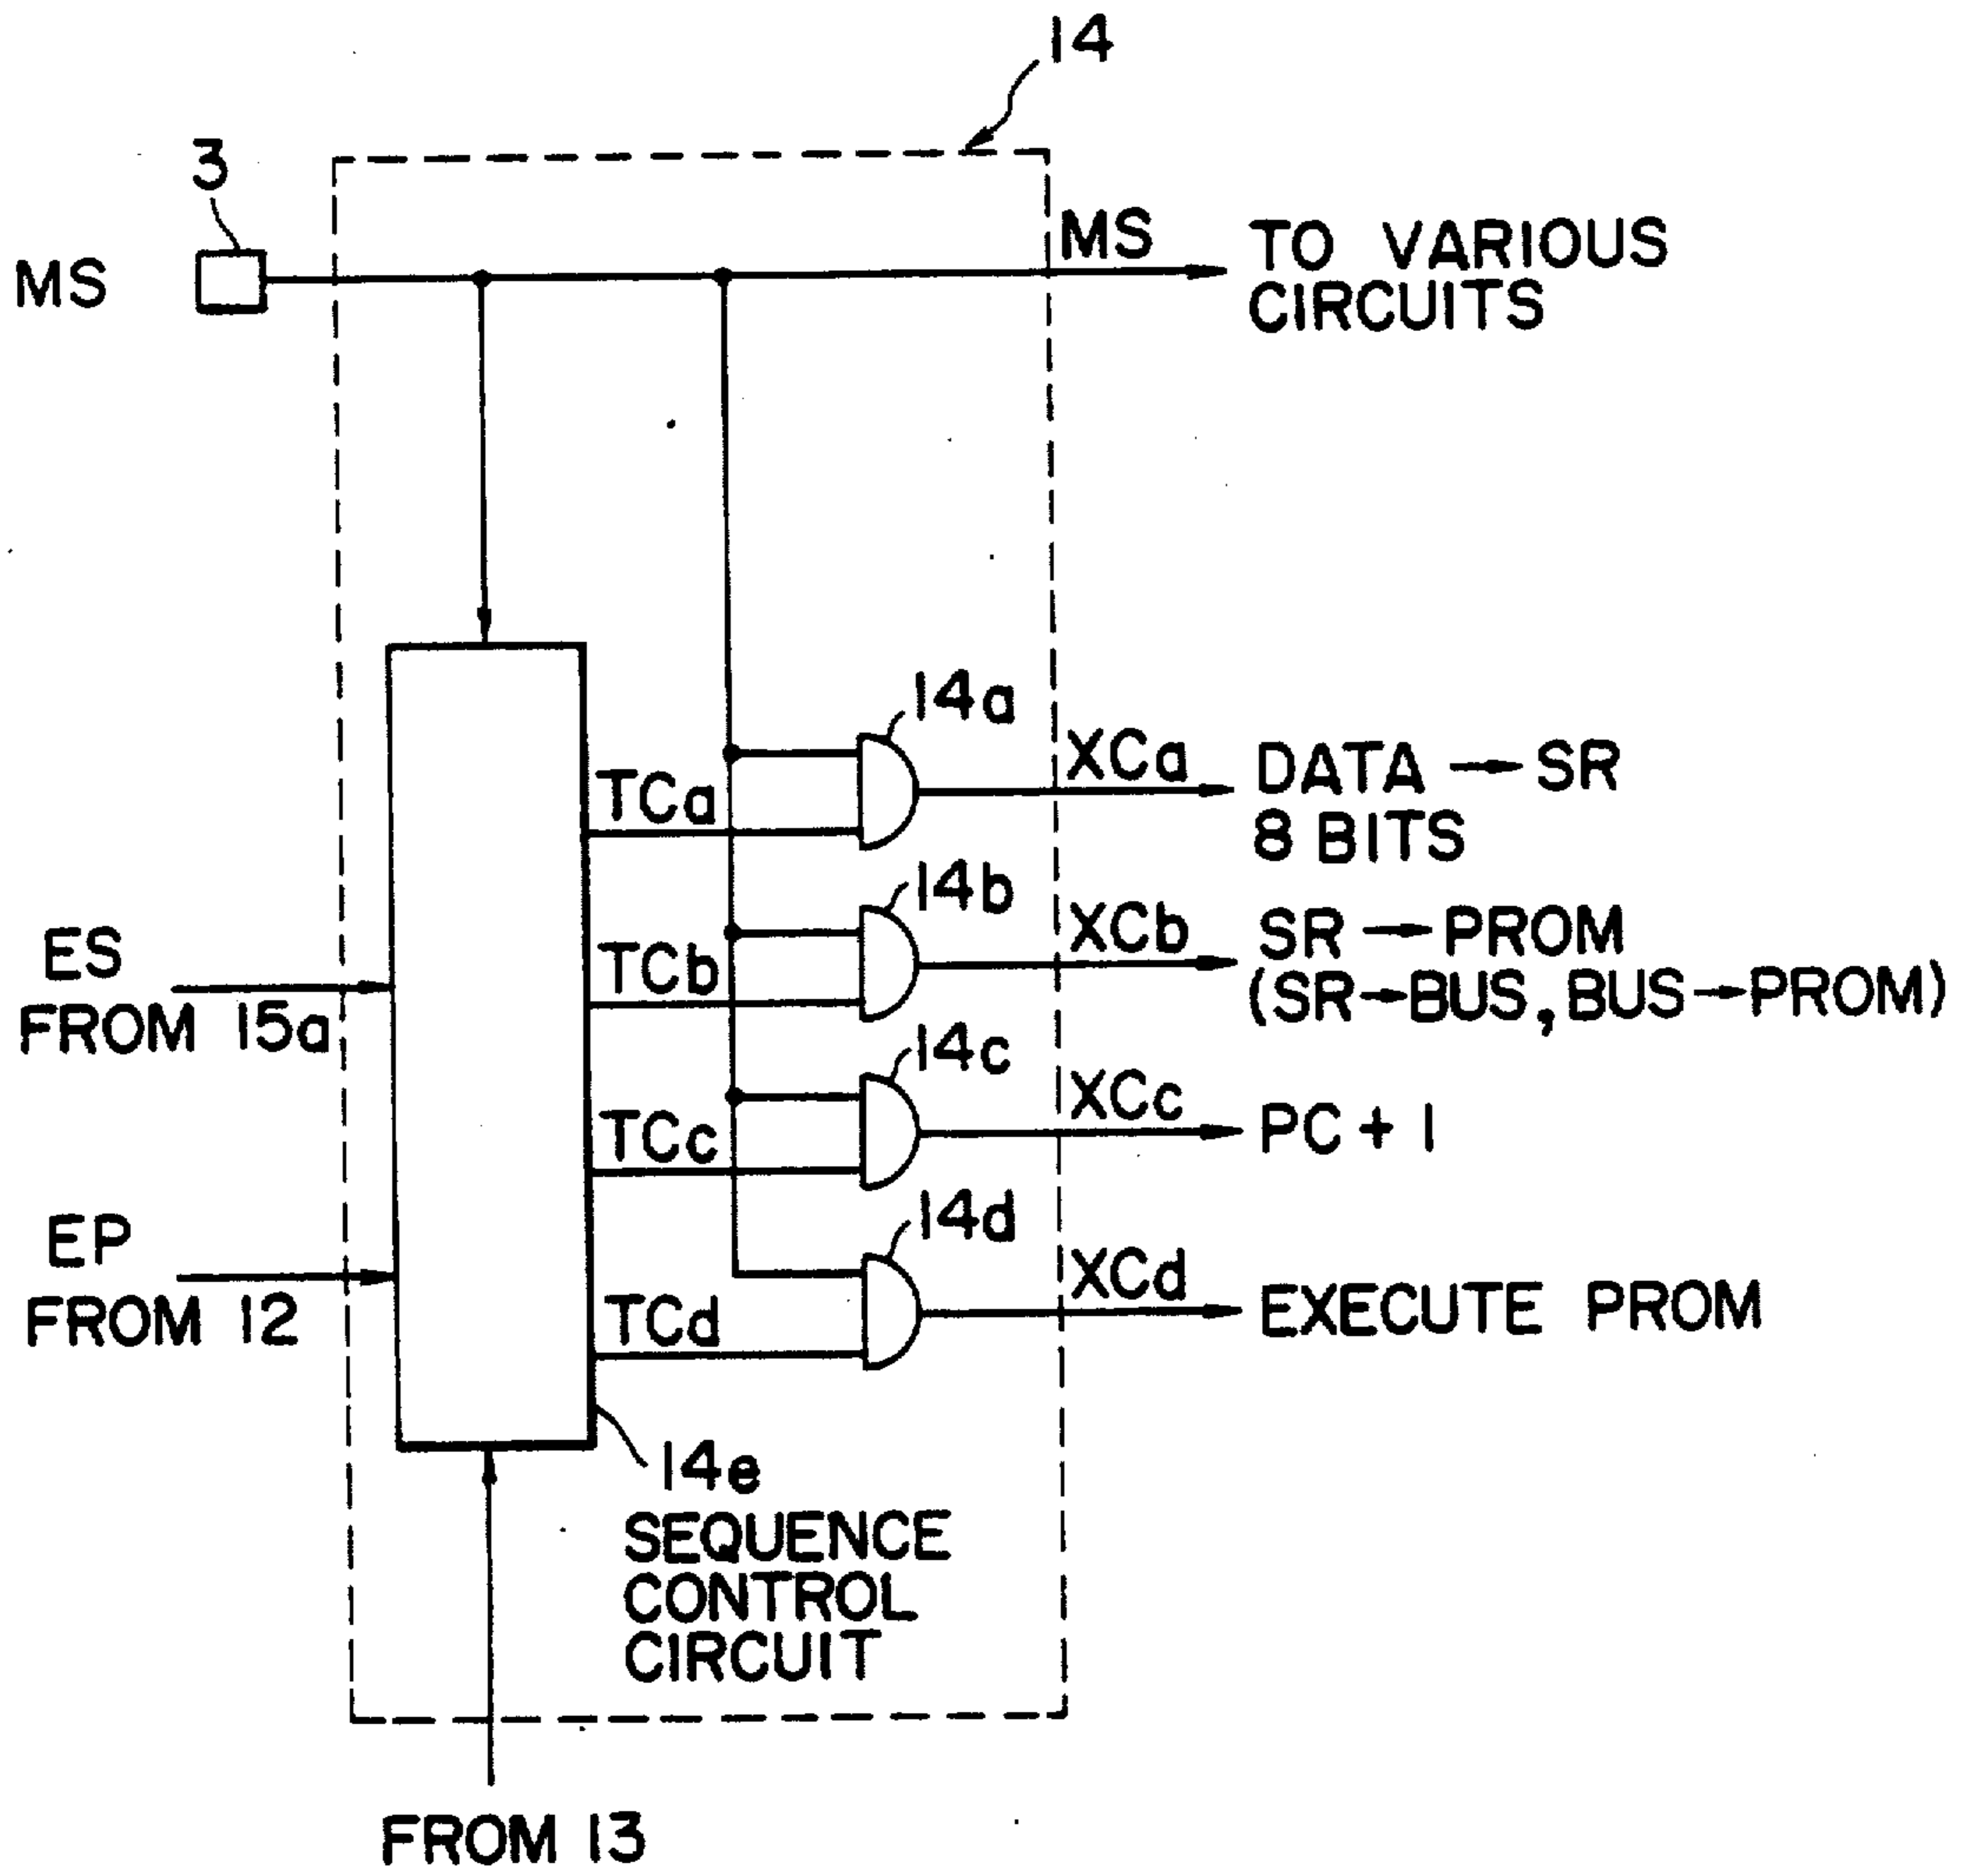 14
3
MS
MS
TO VARIOUS
CIRCUITS
14a
XCa
DATA → SR
8 BITS
TCa
14b
XCb
SR → PROM
(SR→BUS, BUS→PROM)
TCb
ES
FROM 15a
14c
XCc
PC + 1
TCc
14d
XCd
EXECUTE PROM
TCd
EP
FROM 12
14e
SEQUENCE
CONTROL
CIRCUIT
FROM 13